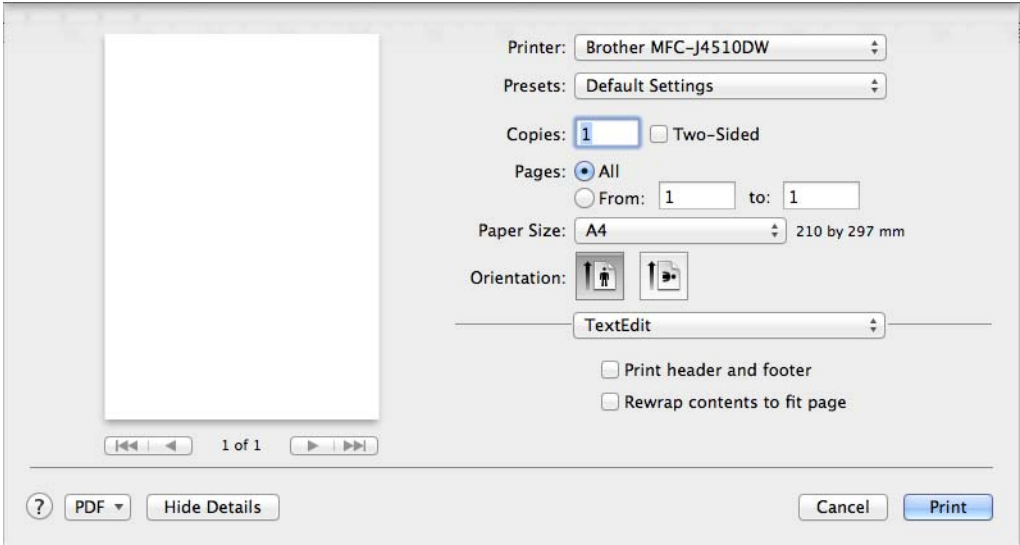 Printer: Brother MFC-J4510DW
Presets: Default Settings
Copies: 1 Two-Sided
Pages: All
From: 1 to: 1
Paper Size: A4 210 by 297 mm
Orientation:
TextEdit
Print header and footer
Rewrap contents to fit page
1 of 1
? PDF Hide Details Cancel Print